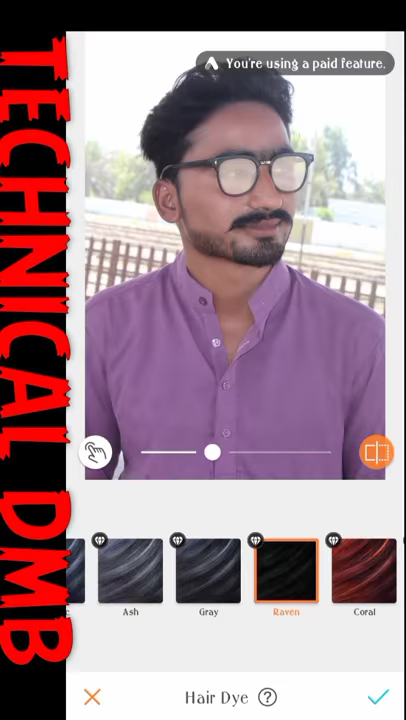 TECHNICAL DMB
You're using a paid feature.
Ash
Gray
Raven
Coral
Hair Dye ?